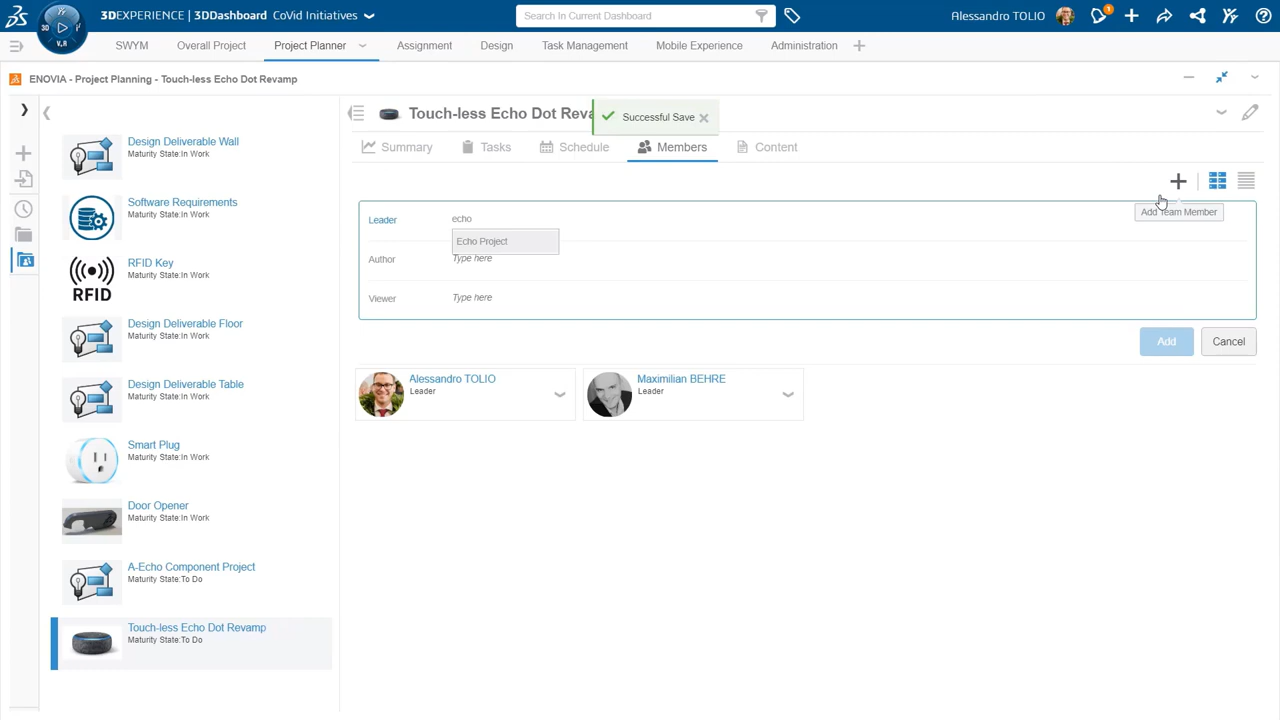 3DEXPERIENCE | 3DDashboard CoVid Initiatives
Search In Current Dashboard
Alessandro TOLIO
1
3D
V.R
SWYM
Overall Project
Project Planner
Assignment
Design
Task Management
Mobile Experience
Administration
ENOVIA - Project Planning - Touch-less Echo Dot Revamp
Design Deliverable Wall
Maturity State:In Work
Software Requirements
Maturity State:In Work
RFID
RFID Key
Maturity State:In Work
Design Deliverable Floor
Maturity State:In Work
Design Deliverable Table
Maturity State:In Work
Smart Plug
Maturity State:In Work
Door Opener
Maturity State:In Work
A-Echo Component Project
Maturity State:To Do
Touch-less Echo Dot Revamp
Maturity State:To Do
Touch-less Echo Dot Reva
Successful Save
Summary
Tasks
Schedule
Members
Content
Add Team Member
Leader
echo
Echo Project
Author
Type here
Viewer
Type here
Add
Cancel
Alessandro TOLIO
Leader
Maximilian BEHRE
Leader